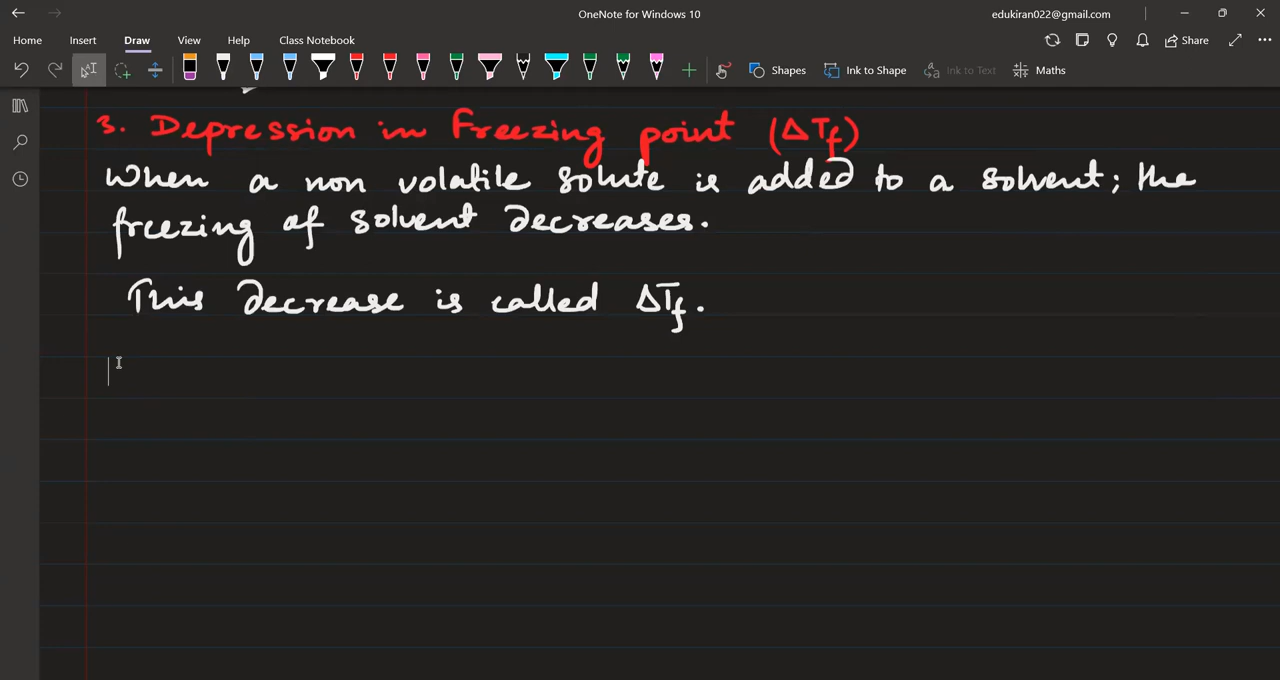 OneNote for Windows 10
edukiran022@gmail.com
Home Insert Draw View Help Class Notebook
Share
Shapes Ink to Shape Ink to Text Maths
3. Depression in Freezing point (ΔTf)
When a non volatile solute is added to a solvent; the
freezing of solvent decreases.
This decrease is called ΔTf.